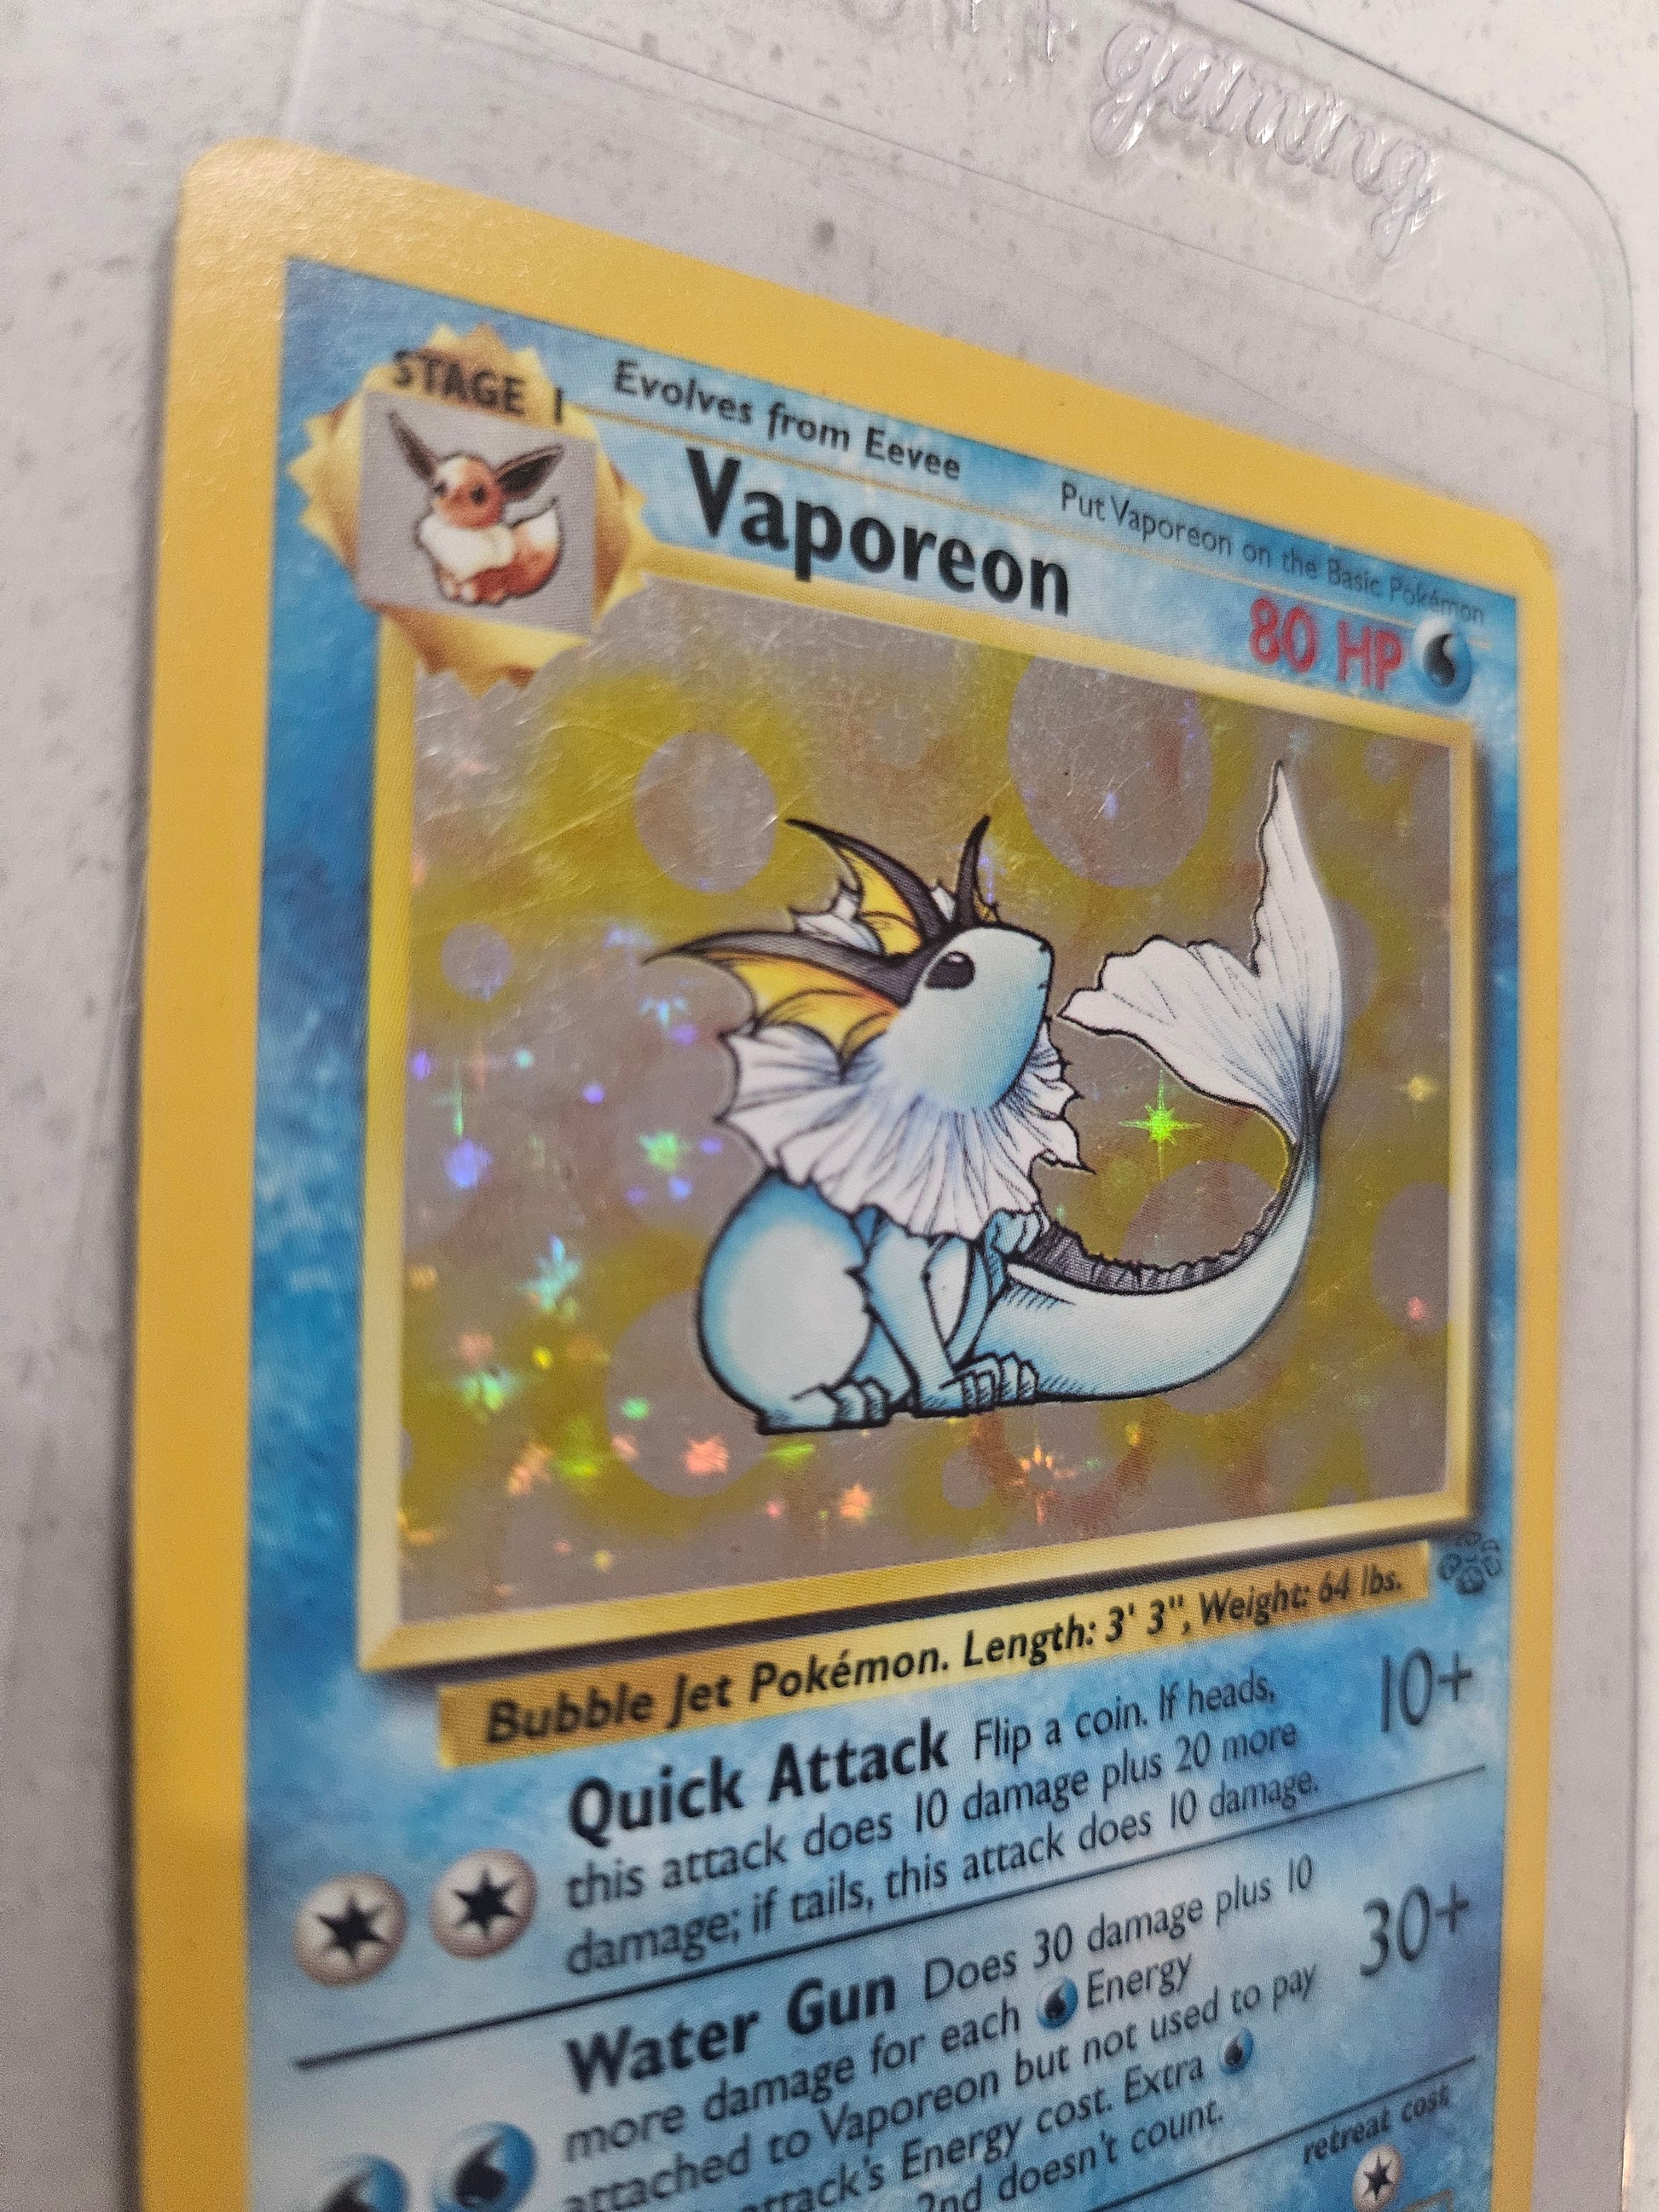 gaming
STAGE 1
Evolves from Eevee
Put Vaporeon on the Basic Pokémon
Vaporeon
80 HP
Bubble Jet Pokémon. Length: 3' 3", Weight: 64 lbs.
Quick Attack Flip a coin. If heads,
this attack does 10 damage plus 20 more
damage; if tails, this attack does 10 damage.
10+
Water Gun Does 30 damage plus 10
more damage for each Energy
attached to Vaporeon but not used to pay
attack's Energy cost. Extra
2nd doesn't count.
30+
retreat cost